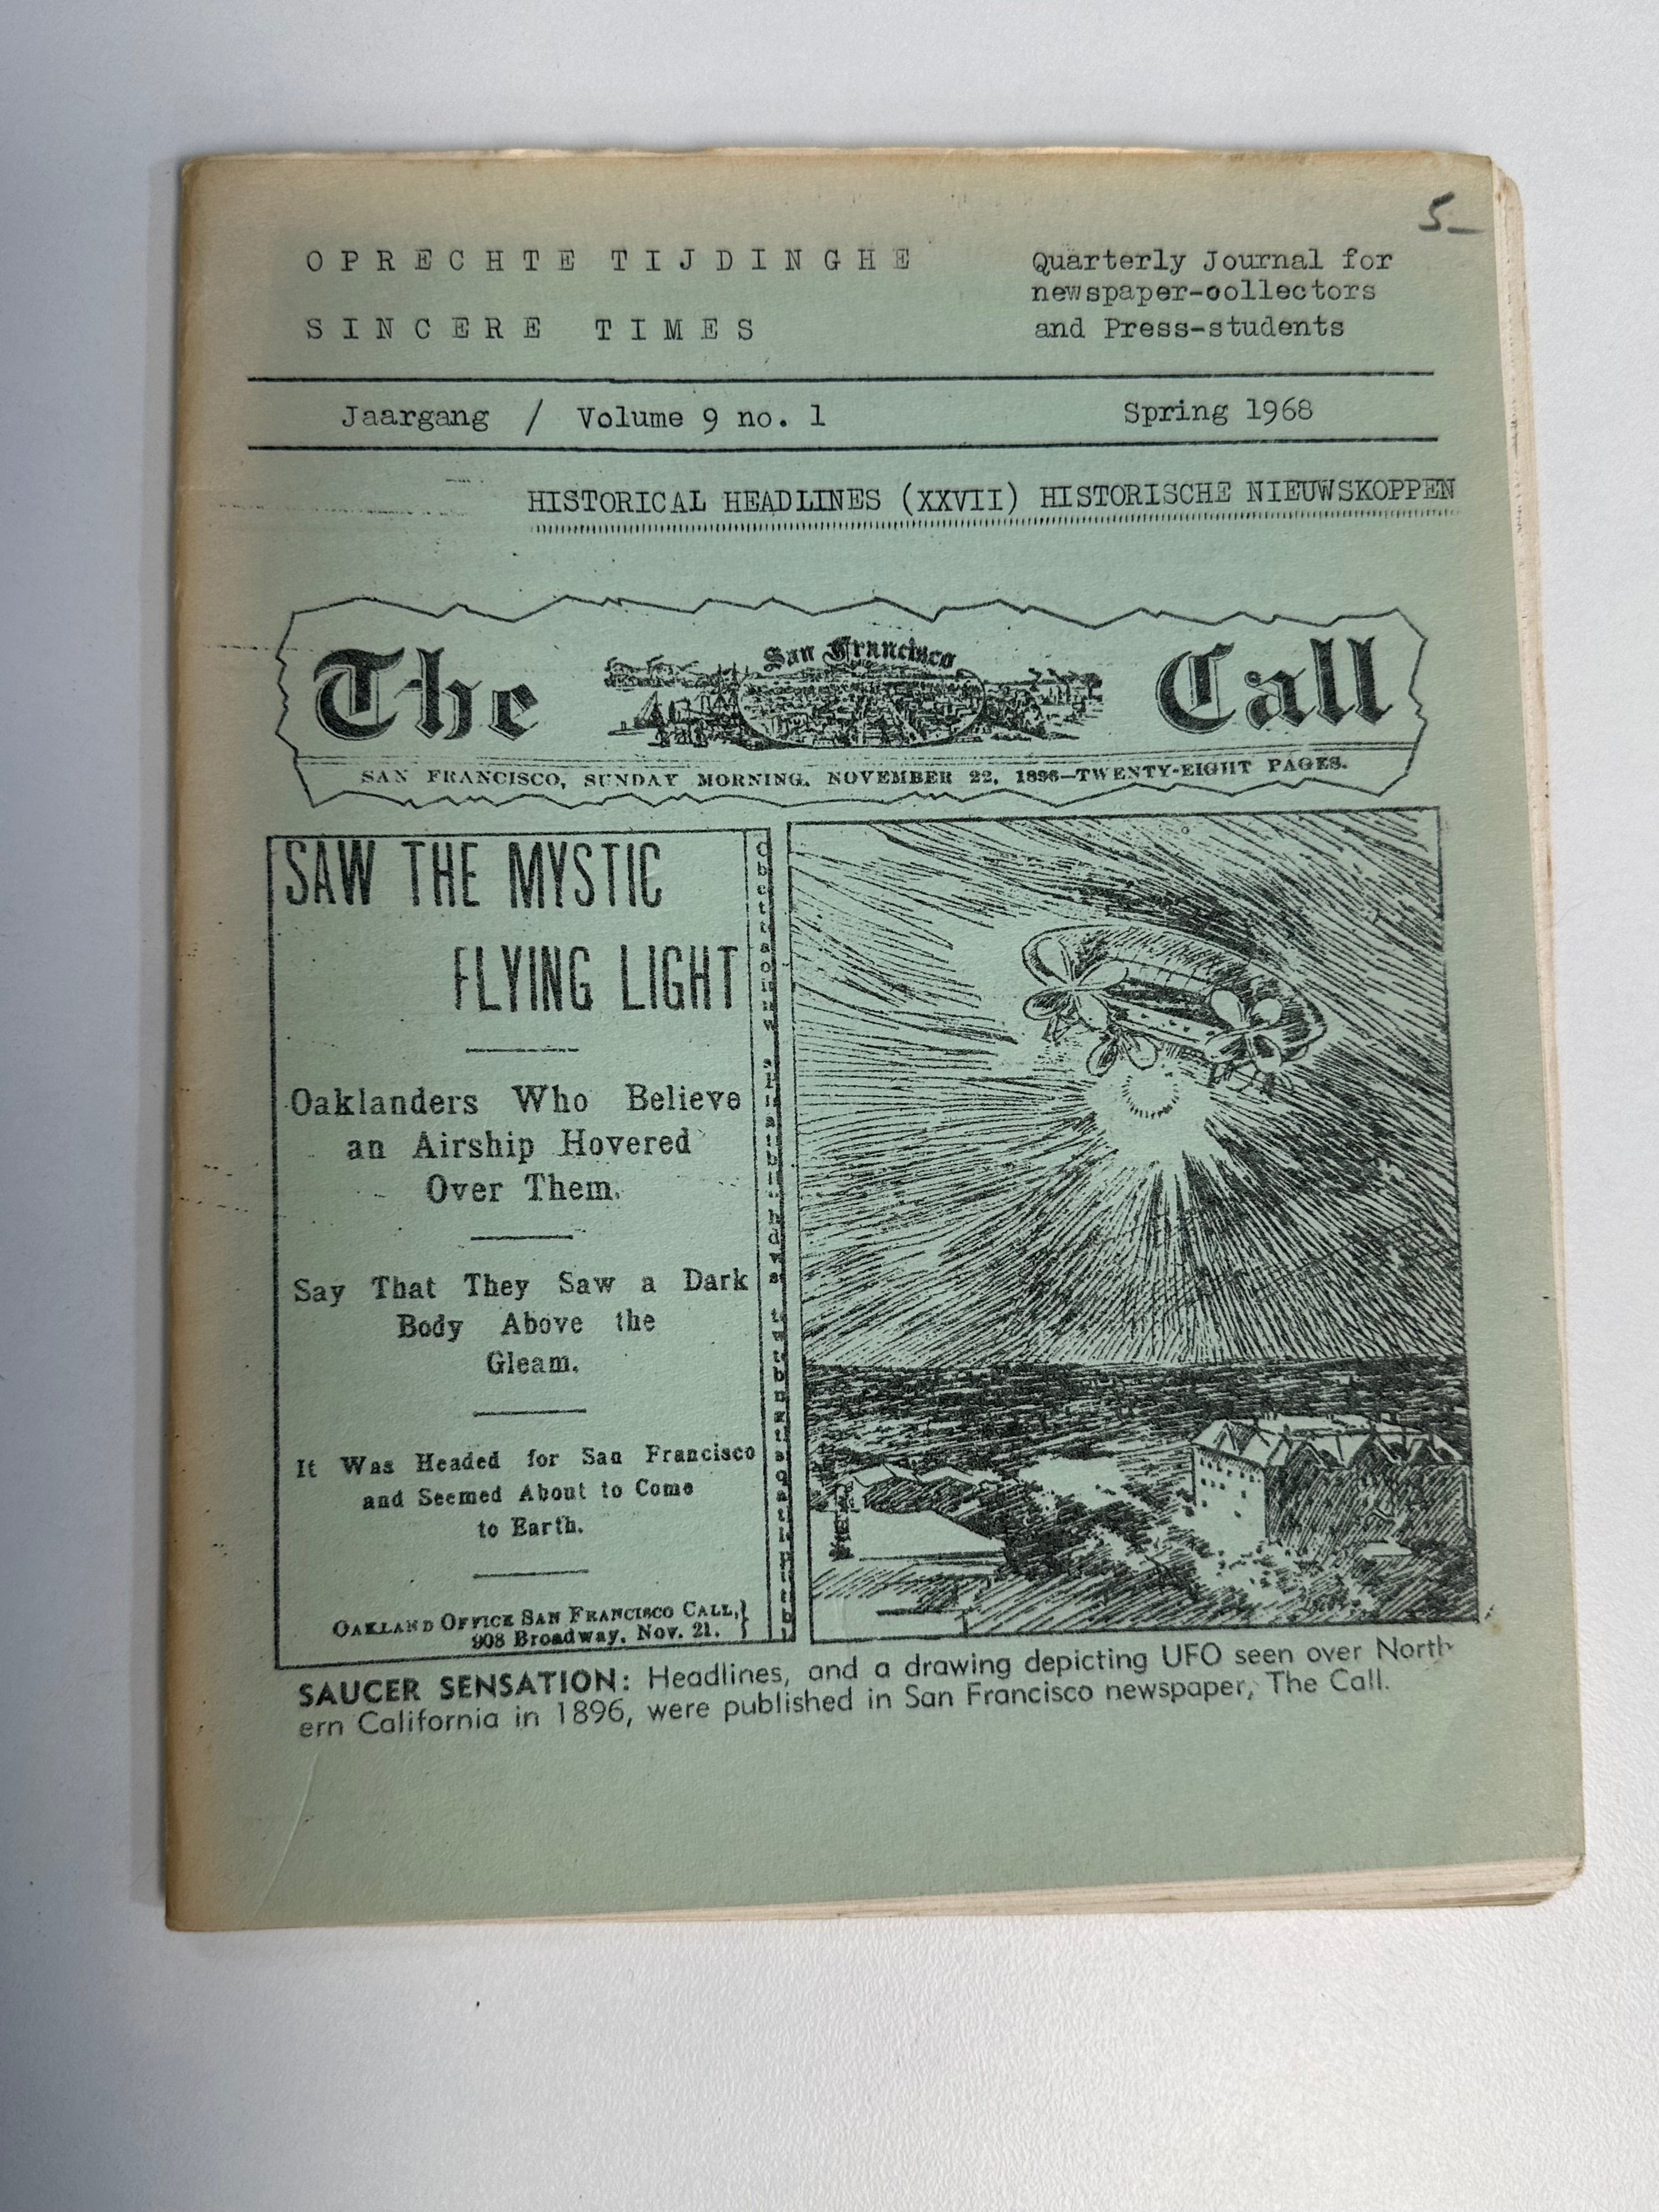 5_
OPRECHTE TIJDINGHE
SINCERE TIMES
Quarterly Journal for
newspaper-collectors
and Press-students
Jaargang / Volume 9 no. 1
Spring 1968
HISTORICAL HEADLINES (XXVII) HISTORISCHE NIEUWSKOPPEN
The San Francisco Call
SAN FRANCISCO, SUNDAY MORNING, NOVEMBER 22, 1896—TWENTY-EIGHT PAGES.
SAW THE MYSTIC
FLYING LIGHT
Oaklanders Who Believe
an Airship Hovered
Over Them.
Say That They Saw a Dark
Body Above the
Gleam.
It Was Headed for San Francisco
and Seemed About to Come
to Earth.
OAKLAND OFFICE SAN FRANCISCO CALL,}
908 Broadway, Nov. 21.
SAUCER SENSATION: Headlines, and a drawing depicting UFO seen over North-
ern California in 1896, were published in San Francisco newspaper, The Call.